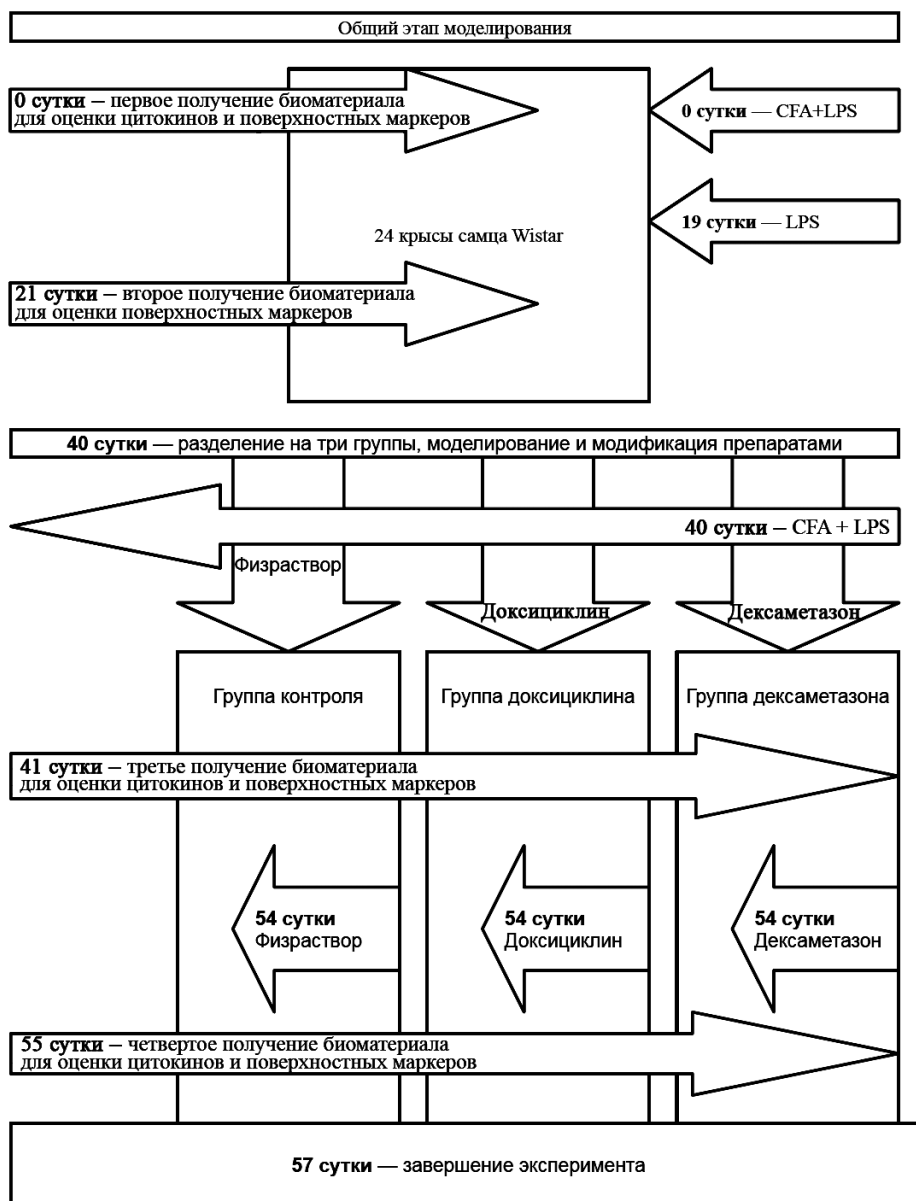 Общий этап моделирования
0 сутки – первое получение биоматериала
для оценки цитокинов и поверхностных маркеров
0 сутки — CFA+LPS
19 сутки — LPS
24 крысы самца Wistar
21 сутки – второе получение биоматериала
для оценки поверхностных маркеров
40 сутки — разделение на три группы, моделирование и модификация препаратами
40 сутки – CFA + LPS
Физраствор
Доксициклин
Дексаметазон
Группа контроля
Группа доксициклина
Группа дексаметазона
41 сутки – третье получение биоматериала
для оценки цитокинов и поверхностных маркеров
54 сутки
Физраствор
54 сутки
Доксициклин
54 сутки
Дексаметазон
55 сутки – четвертое получение биоматериала
для оценки цитокинов и поверхностных маркеров
57 сутки — завершение эксперимента